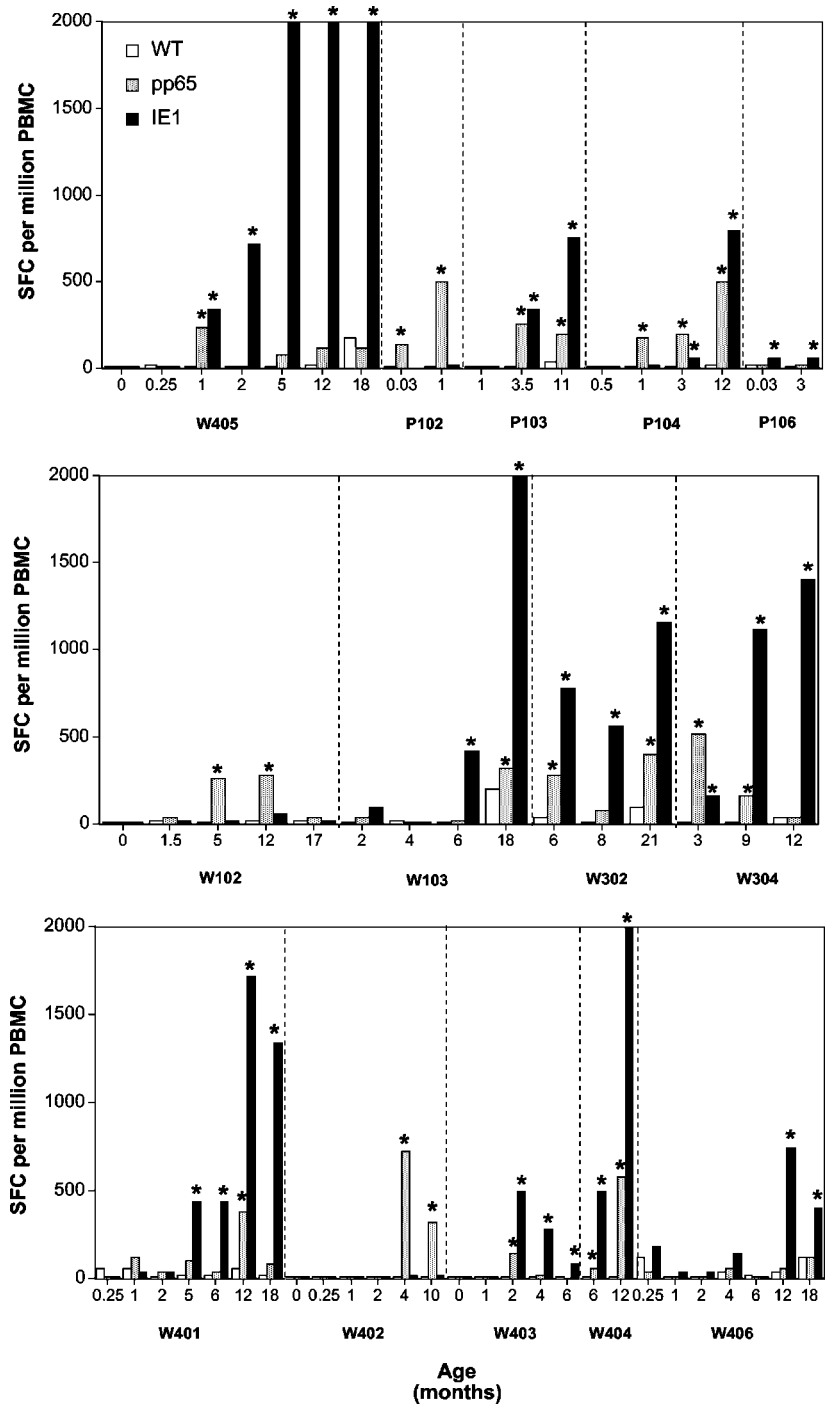 SFC per million PBMC
2000
1500
1000
500
0
WT
pp65
IE1
* * * * * * * * * * * * * * * * * * *
0 0.25 1 2 5 12 18 0.03 1 1 3.5 11 0.5 1 3 12 0.03 3
W405 P102 P103 P104 P106
SFC per million PBMC
2000
1500
1000
500
0
* * * * * * * * * * * * * *
0 1.5 5 12 17 2 4 6 18 6 8 21 3 9 12
W102 W103 W302 W304
SFC per million PBMC
2000
1500
1000
500
0
* * * * * * * * * * * * * * * * * *
0.25 1 2 5 6 12 18 0 0.25 1 2 4 10 0 1 2 4 6 6 12 0.25 1 2 4 6 12 18
W401 W402 W403 W404 W406
Age
(months)